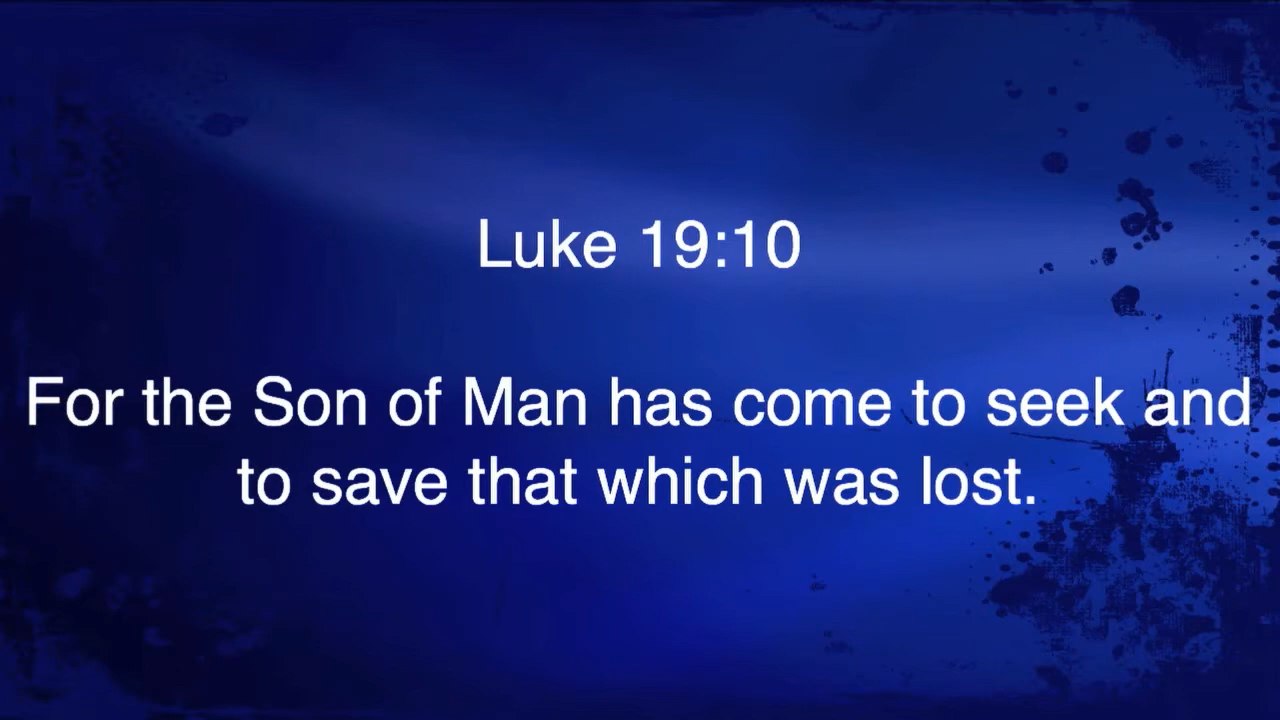 Luke 19:10
For the Son of Man has come to seek and
to save that which was lost.